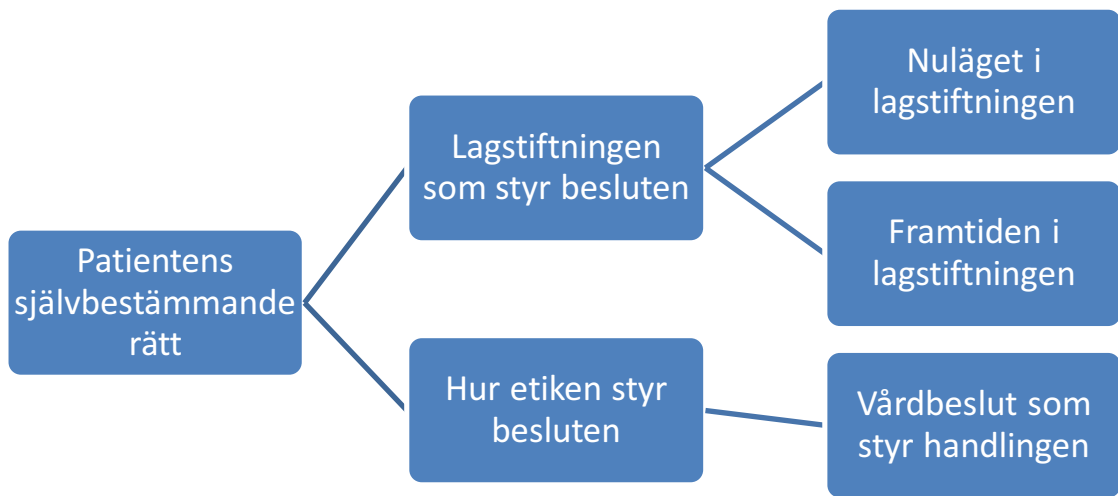 Patientens
självbestämmande
rätt
Lagstiftningen
som styr besluten
Nuläget i
lagstiftningen
Framtiden i
lagstiftningen
Hur etiken styr
besluten
Vårdbeslut som
styr handlingen